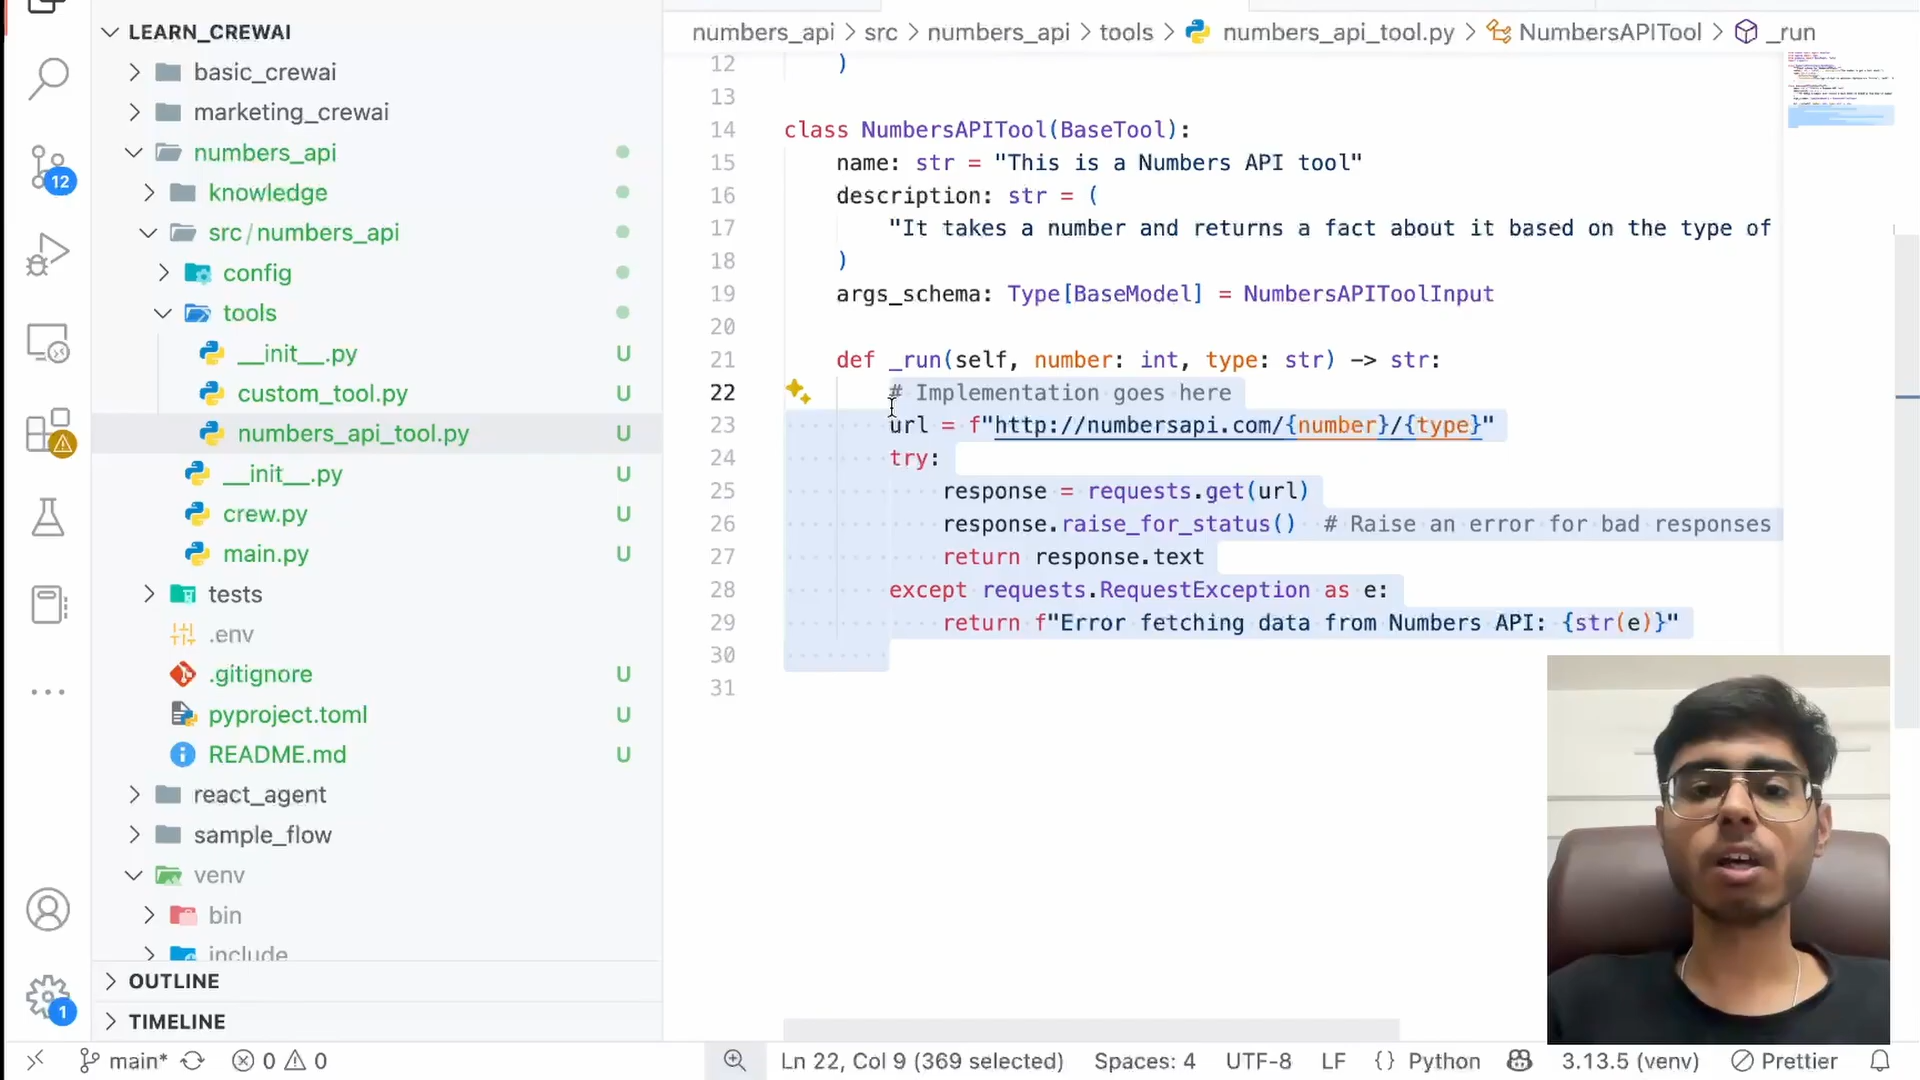 LEARN_CREWAI
basic_crewai
marketing_crewai
numbers_api
knowledge
src/numbers_api
config
tools
__init__.py U
custom_tool.py U
numbers_api_tool.py U
__init__.py U
crew.py U
main.py U
tests
.env
.gitignore U
pyproject.toml U
README.md U
react_agent
sample_flow
venv
bin
include
OUTLINE
TIMELINE
12
1
numbers_api > src > numbers_api > tools > numbers_api_tool.py > NumbersAPITool > _run
12 )
13
14 class NumbersAPITool(BaseTool):
15 name: str = "This is a Numbers API tool"
16 description: str = (
17 "It takes a number and returns a fact about it based on the type of
18 )
19 args_schema: Type[BaseModel] = NumbersAPIToolInput
20
21 def _run(self, number: int, type: str) -> str:
22 # Implementation goes here
23 url = f"http://numbersapi.com/{number}/{type}"
24 try:
25 response = requests.get(url)
26 response.raise_for_status() # Raise an error for bad responses
27 return response.text
28 except requests.RequestException as e:
29 return f"Error fetching data from Numbers API: {str(e)}"
30
31
main* 0 0 Ln 22, Col 9 (369 selected) Spaces: 4 UTF-8 LF {} Python 3.13.5 (venv) Prettier